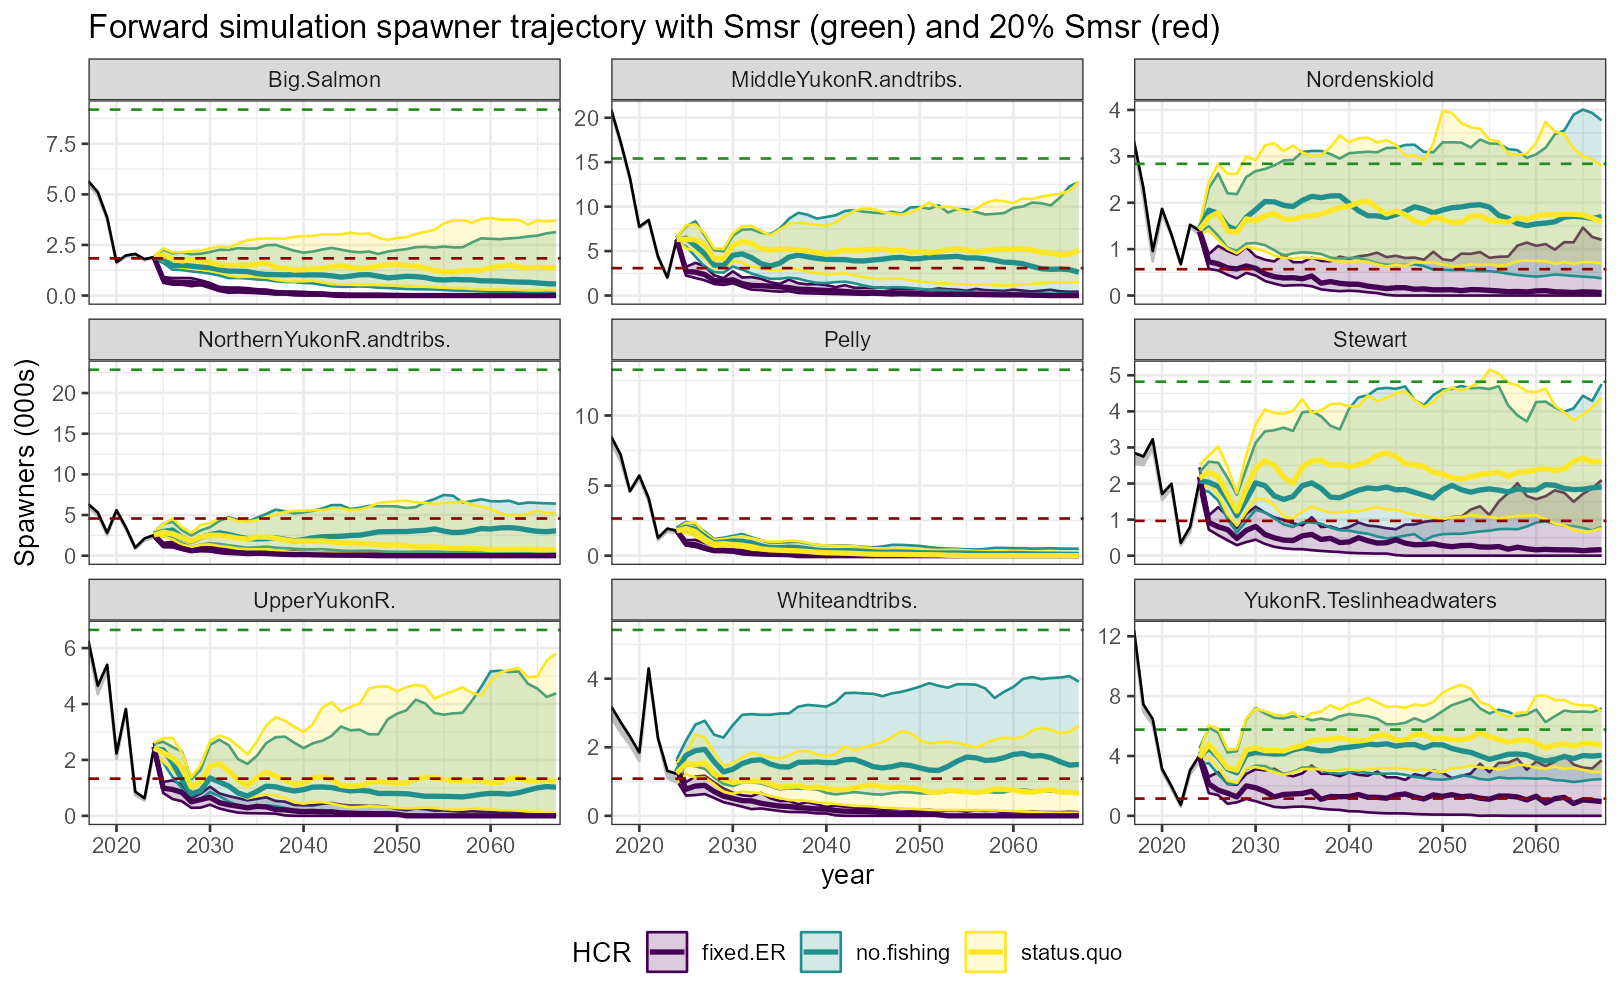 Forward simulation spawner trajectory with Smsr (green) and 20% Smsr (red)
Big.Salmon
MiddleYukonR.andtribs.
Nordenskiold
7.5
5.0
2.5
0.0
20
15
10
5
0
4
3
2
1
0
NorthernYukonR.andtribs.
Pelly
Stewart
20
15
10
5
0
10
5
0
5
4
3
2
1
0
Spawners (000s)
UpperYukonR.
Whiteandtribs.
YukonR.Teslinheadwaters
6
4
2
0
4
2
0
12
8
4
0
2020 2030 2040 2050 2060
2020 2030 2040 2050 2060
2020 2030 2040 2050 2060
year
HCR fixed.ER no.fishing status.quo